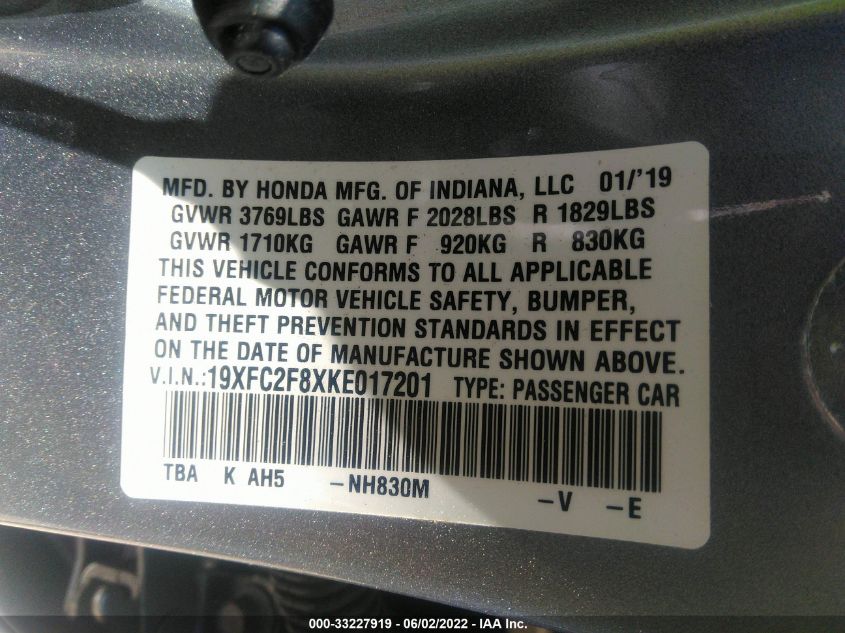 MFD. BY HONDA MFG. OF INDIANA, LLC 01/'19
GVWR 3769LBS GAWR F 2028LBS R 1829LBS
GVWR 1710KG GAWR F 920KG R 830KG
THIS VEHICLE CONFORMS TO ALL APPLICABLE
FEDERAL MOTOR VEHICLE SAFETY, BUMPER,
AND THEFT PREVENTION STANDARDS IN EFFECT
ON THE DATE OF MANUFACTURE SHOWN ABOVE.
V.I.N.:19XFC2F8XKE017201 TYPE: PASSENGER CAR
TBA K AH5 -NH830M -V -E
000-33227919 - 06/02/2022 - IAA Inc.